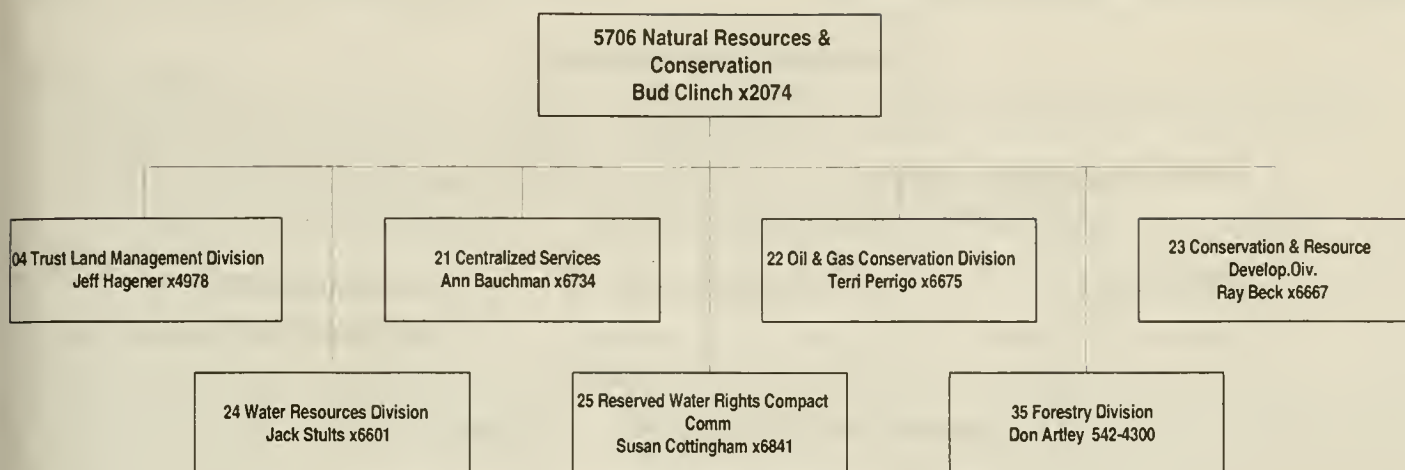 5706 Natural Resources &
Conservation
Bud Clinch x2074
04 Trust Land Management Division
Jeff Hagener x4978
21 Centralized Services
Ann Bauchman x6734
22 Oil & Gas Conservation Division
Terri Perrigo x6675
23 Conservation & Resource
Develop.Div.
Ray Beck x6667
24 Water Resources Division
Jack Stults x6601
25 Reserved Water Rights Compact
Comm
Susan Cottingham x6841
35 Forestry Division
Don Artley 542-4300